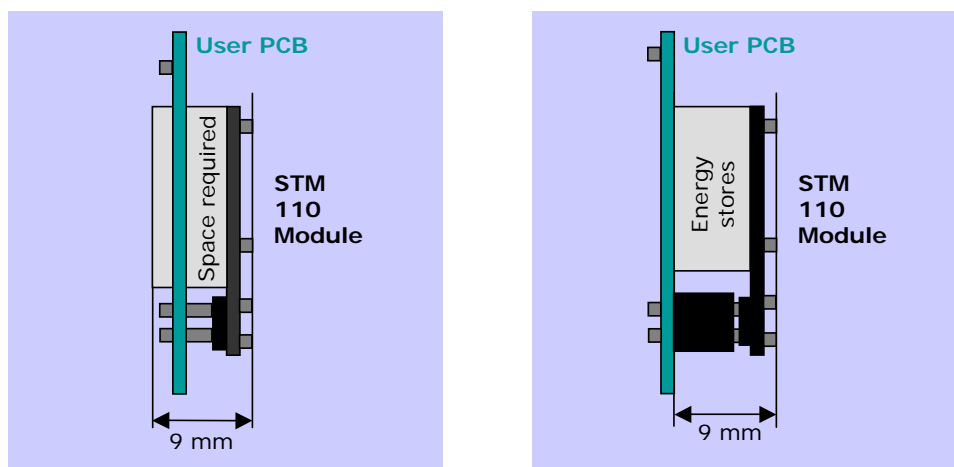 User PCB
Space required
STM
110
Module
9 mm
User PCB
Energy
stores
STM
110
Module
9 mm